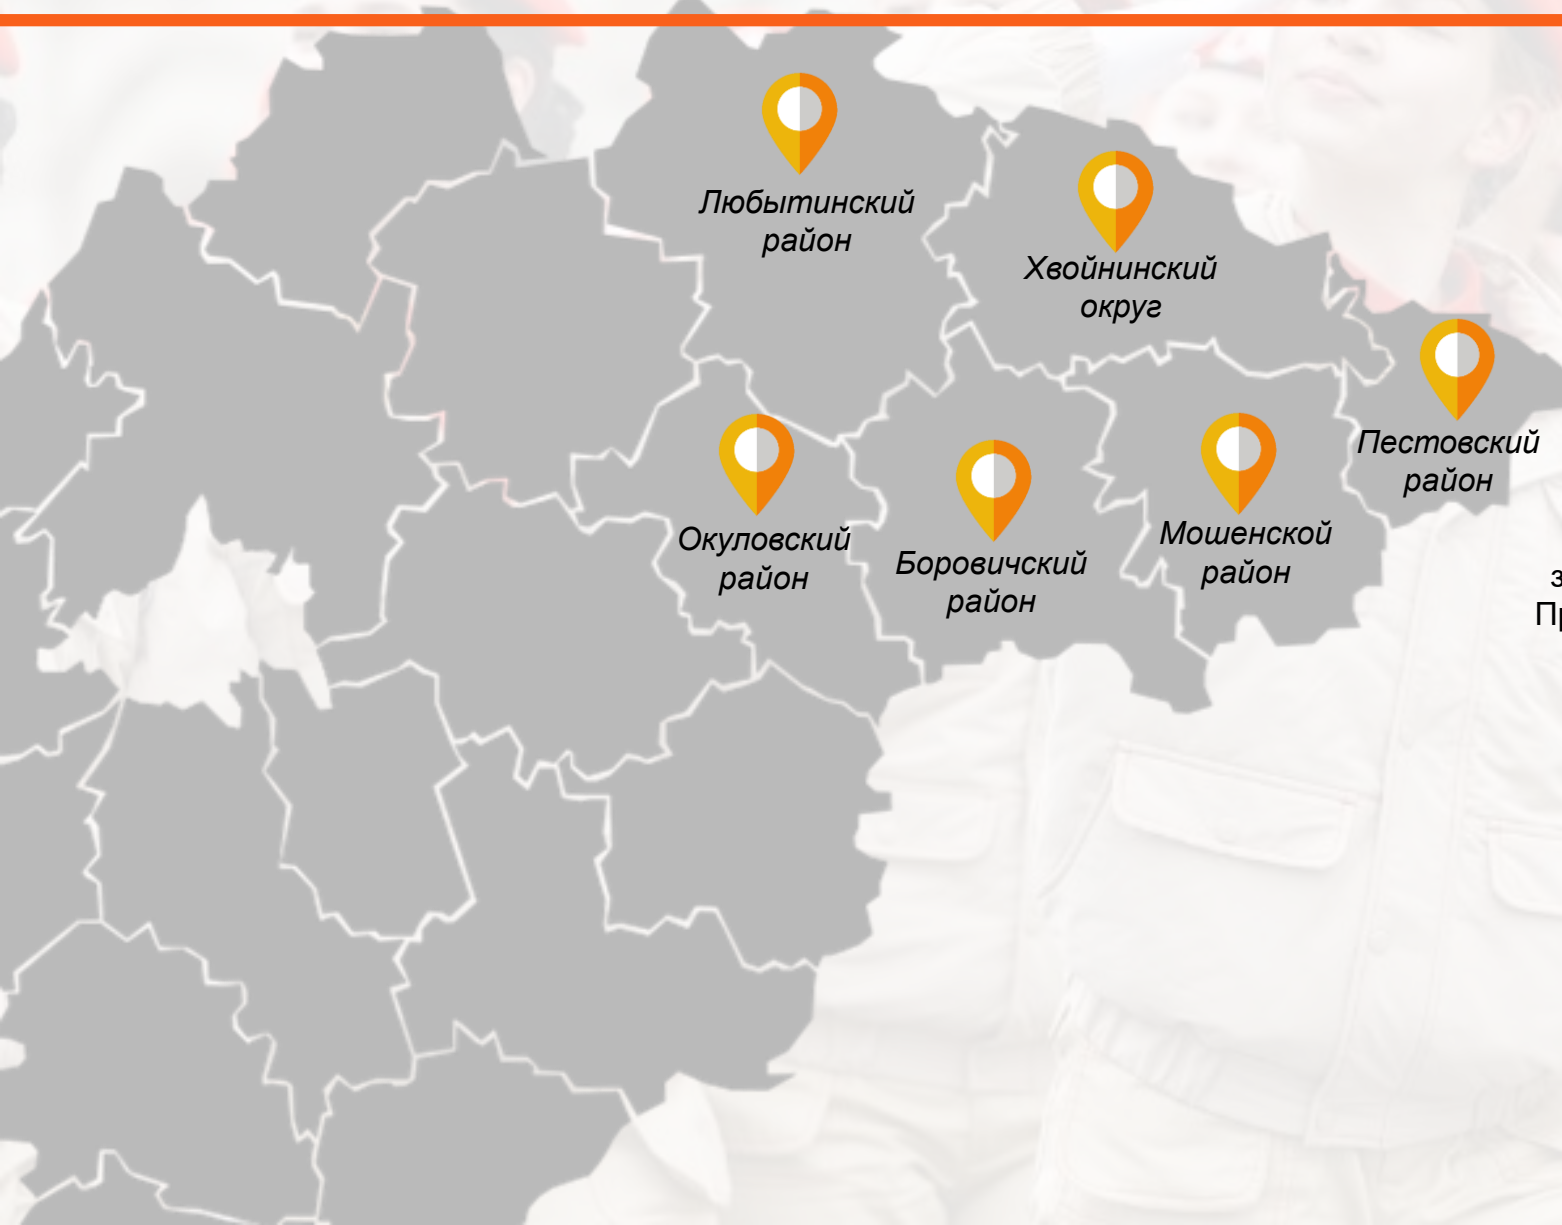 Любытинский
район
Хвойнинский
округ
Пестовский
район
Окуловский
район
Боровичский
район
Мошенской
район